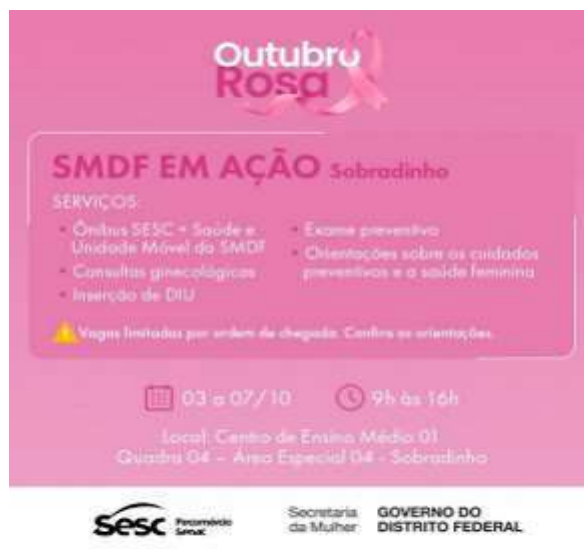 Outubro
Rosa
SMDF EM AÇÃO Sobradinho
SERVIÇOS:
• Ônibus SESC + Saúde e
Unidade Móvel da SMDF
• Consultas ginecológicas
• Inserção de DIU
• Exame preventivo
• Orientações sobre os cuidados
preventivos e a saúde feminina
Vagas limitadas por ordem de chegada. Confira as orientações.
03 a 07/10
9h às 16h
Local: Centro de Ensino Médio 01
Quadra 04 – Área Especial 04 - Sobradinho
Sesc Fecomércio
Senac
Secretaria
da Mulher
GOVERNO DO
DISTRITO FEDERAL